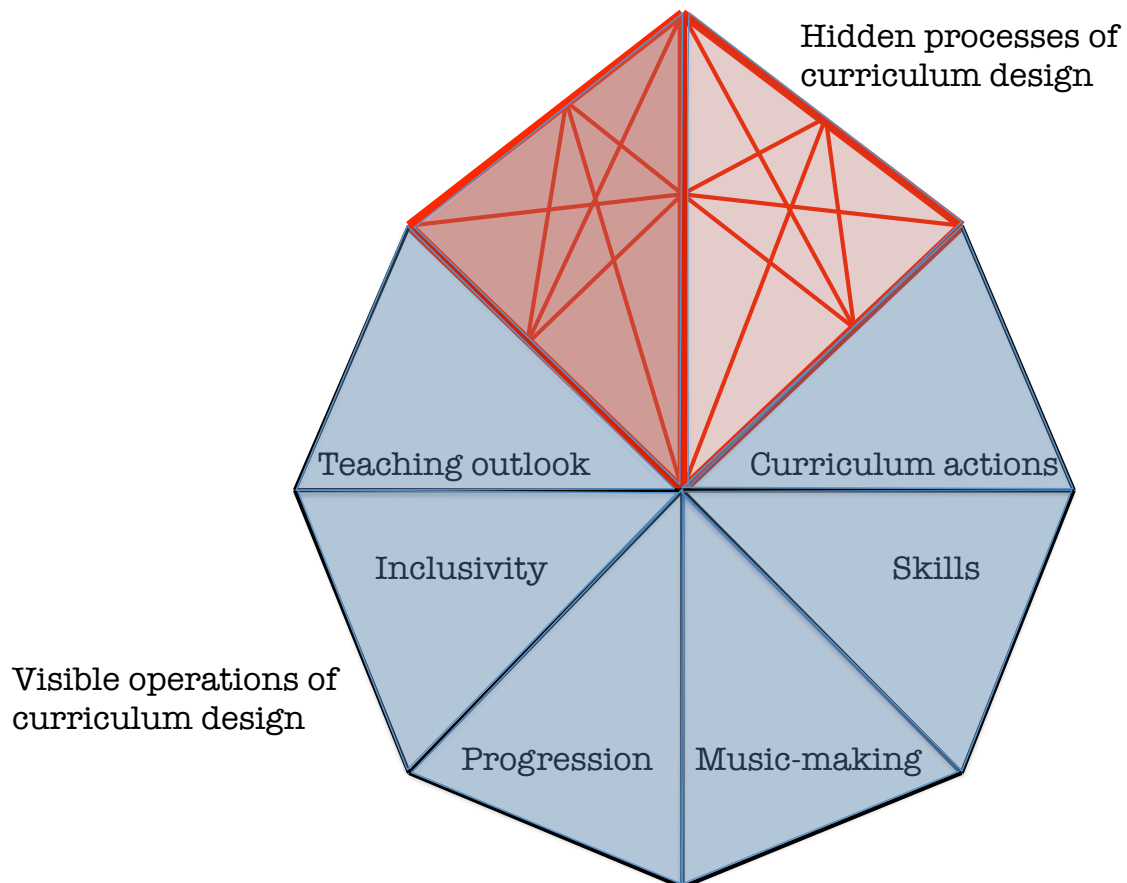 Hidden processes of
curriculum design
Teaching outlook
Curriculum actions
Inclusivity
Skills
Visible operations of
curriculum design
Progression
Music-making